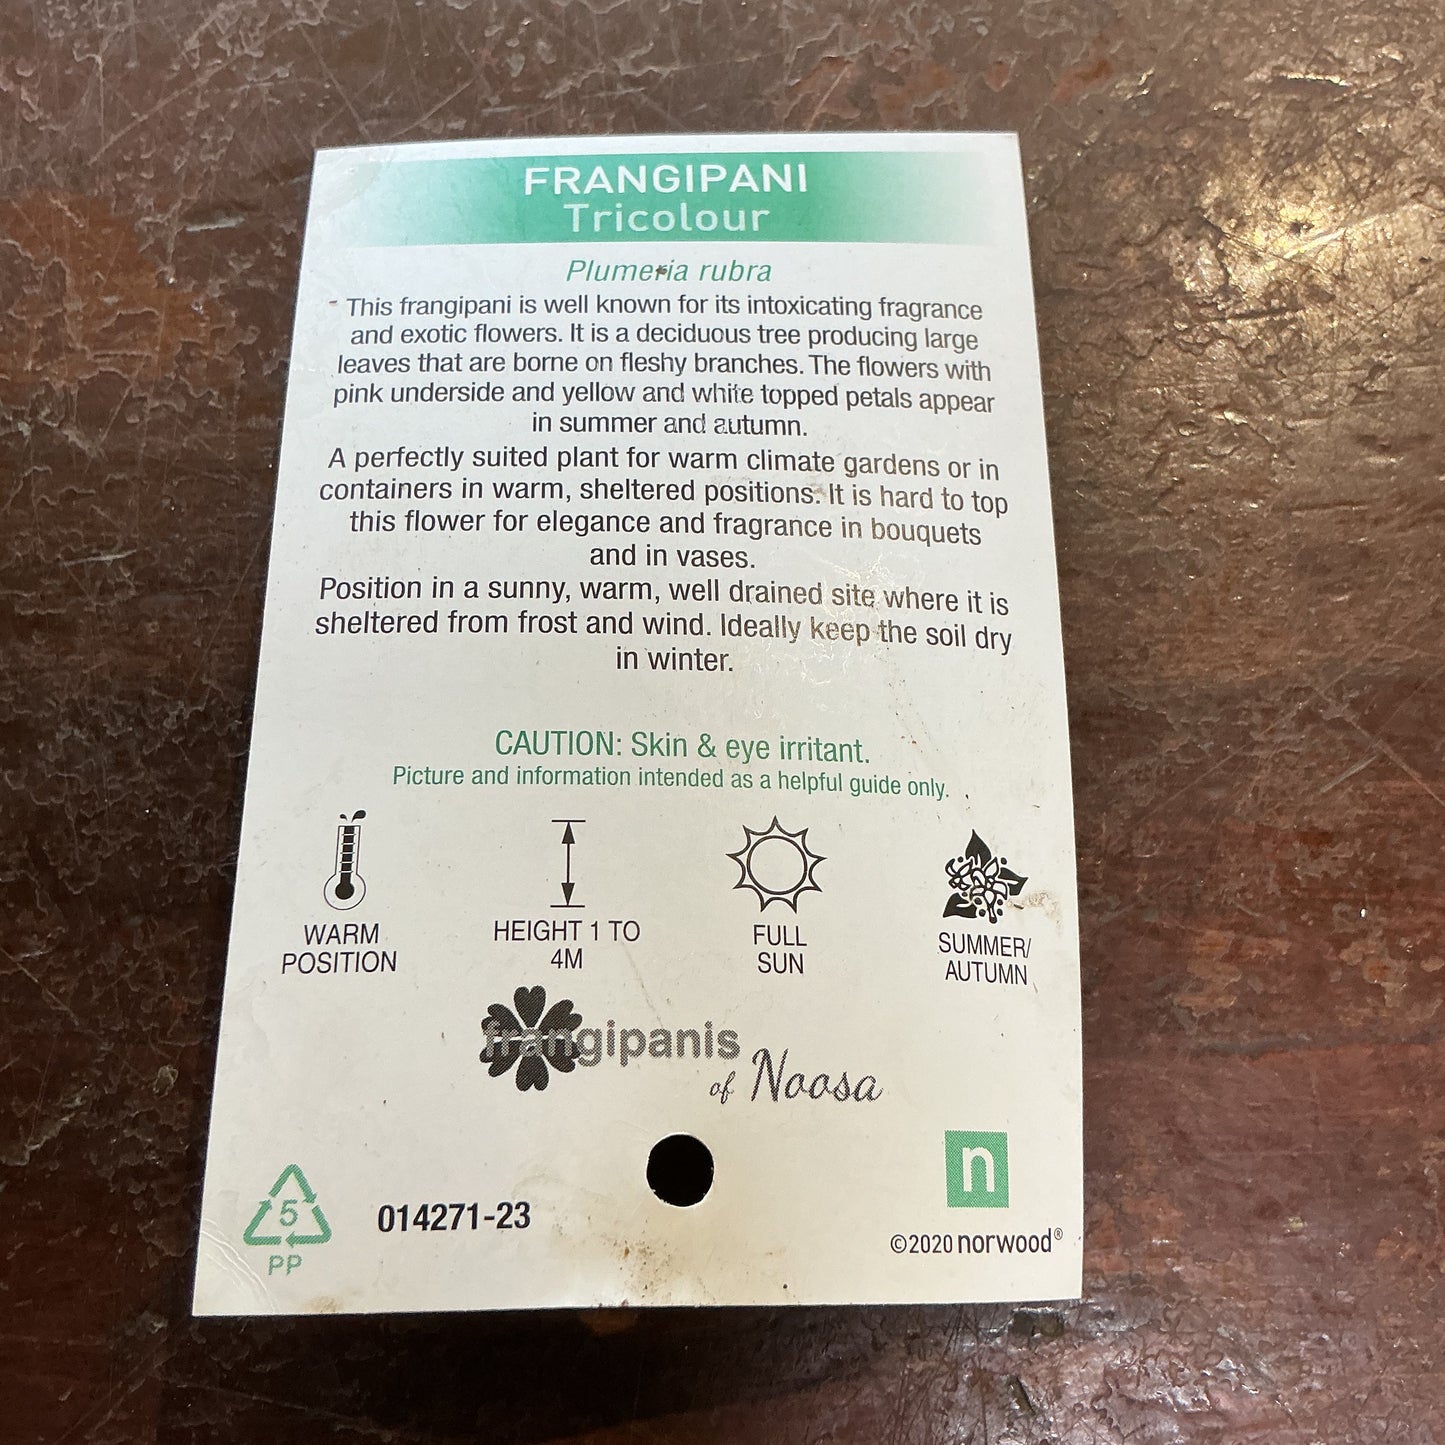 FRANGIPANI
Tricolour
Plumeria rubra
This frangipani is well known for its intoxicating fragrance
and exotic flowers. It is a deciduous tree producing large
leaves that are borne on fleshy branches. The flowers with
pink underside and yellow and white topped petals appear
in summer and autumn.
A perfectly suited plant for warm climate gardens or in
containers in warm, sheltered positions. It is hard to top
this flower for elegance and fragrance in bouquets
and in vases.
Position in a sunny, warm, well drained site where it is
sheltered from frost and wind. Ideally keep the soil dry
in winter.
CAUTION: Skin & eye irritant.
Picture and information intended as a helpful guide only.
WARM
POSITION
HEIGHT 1 TO
4M
FULL
SUN
SUMMER/
AUTUMN
frangipanis
of Noosa
n
5
PP
014271-23
©2020 norwood®